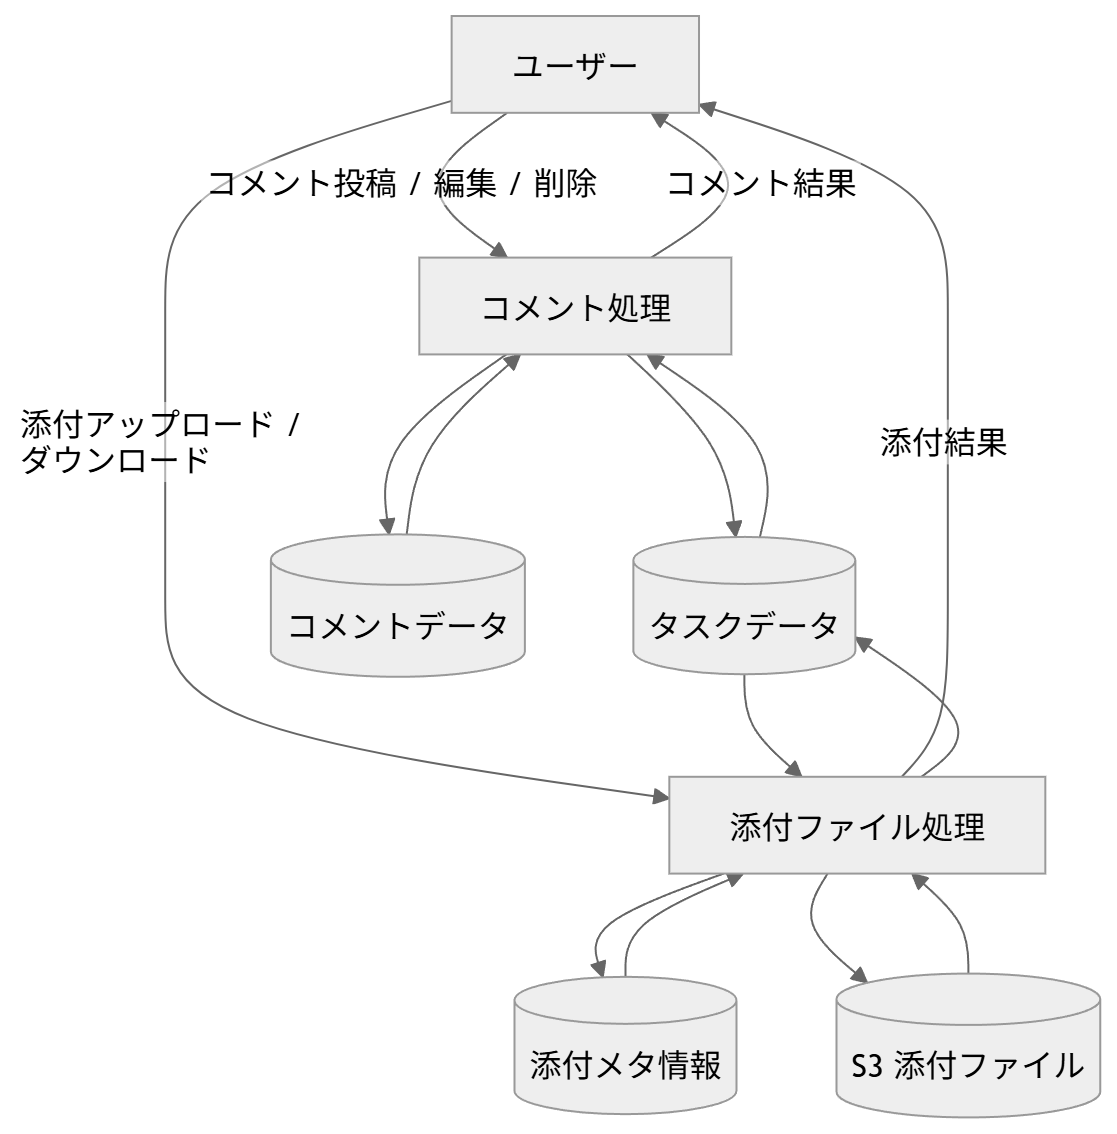 ユーザー
コメント投稿 / 編集 / 削除
コメント結果
コメント処理
添付アップロード /
ダウンロード
添付結果
コメントデータ
タスクデータ
添付ファイル処理
添付メタ情報
S3 添付ファイル